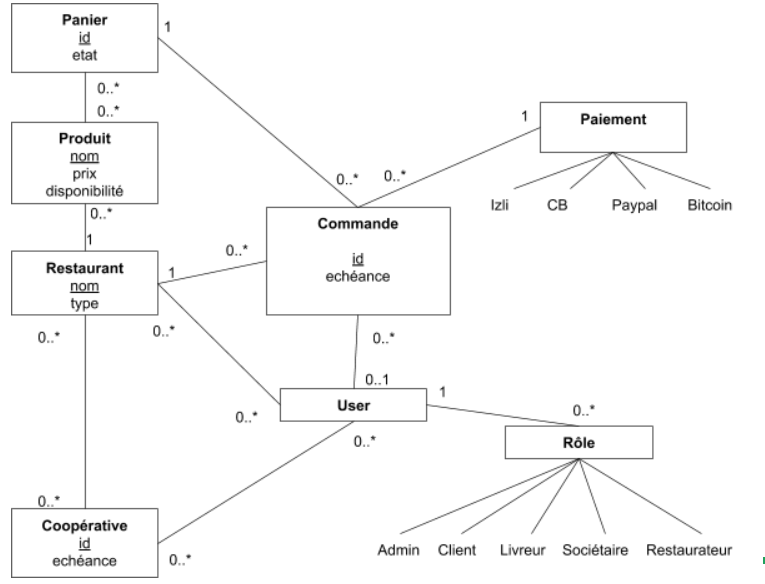 Panier
id
etat
1
0..*
0..*
Produit
nom
prix
disponibilité
0..*
1
Restaurant
nom
type
1
0..*
0..*
0..*
0..*
0..*
Coopérative
id
echéance
0..*
0..*
Commande
id
echéance
0..*
0..*
1
Paiement
Izli
CB
Paypal
Bitcoin
0..*
0..1
User
1
0..*
0..*
Rôle
Admin
Client
Livreur
Sociétaire
Restaurateur